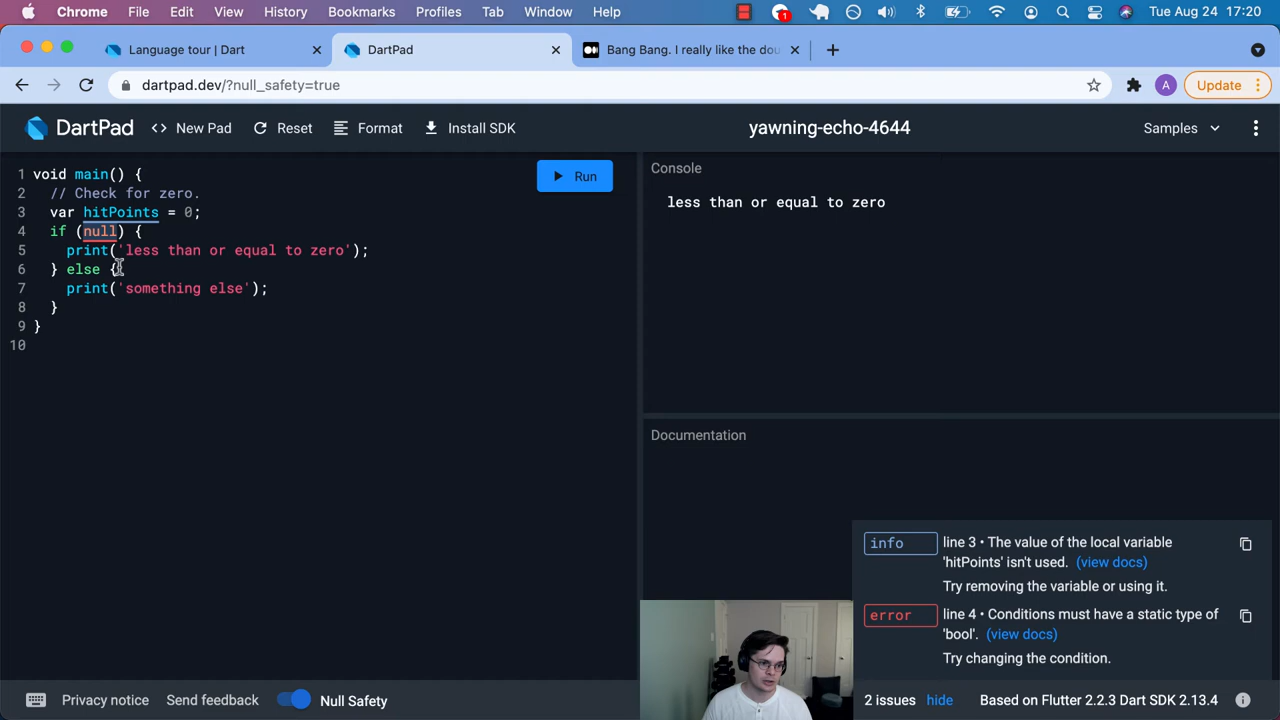 Chrome File Edit View History Bookmarks Profiles Tab Window Help 1 Tue Aug 24 17:20
Language tour | Dart DartPad Bang Bang. I really like the dou
dartpad.dev/?null_safety=true A Update
DartPad <> New Pad Reset Format Install SDK yawning-echo-4644 Samples
1 void main() {
2 // Check for zero.
3 var hitPoints = 0;
4 if (null) {
5 print('less than or equal to zero');
6 } else {
7 print('something else');
8 }
9 }
10
Run
Console
less than or equal to zero
Documentation
info line 3 • The value of the local variable
'hitPoints' isn't used. (view docs)
Try removing the variable or using it.
error line 4 • Conditions must have a static type of
'bool'. (view docs)
Try changing the condition.
Privacy notice Send feedback Null Safety 2 issues hide Based on Flutter 2.2.3 Dart SDK 2.13.4